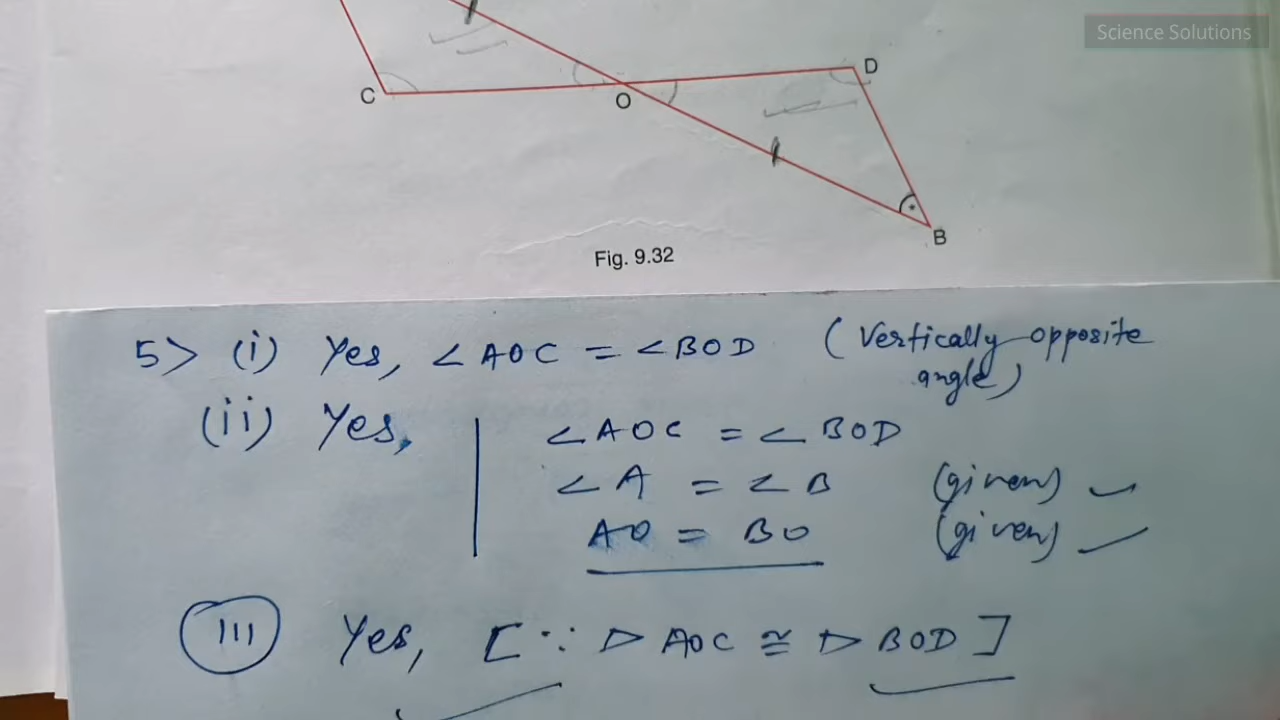 Science Solutions
D
C
O
B
Fig. 9.32
5> (i) Yes, ∠AOC = ∠BOD (Vertically opposite
angle)
(ii) Yes, ∠AOC = ∠BOD
∠A = ∠B (given)
AO = BO (given)
(III) Yes, [∵ ▷ AOC ≅ ▷ BOD]